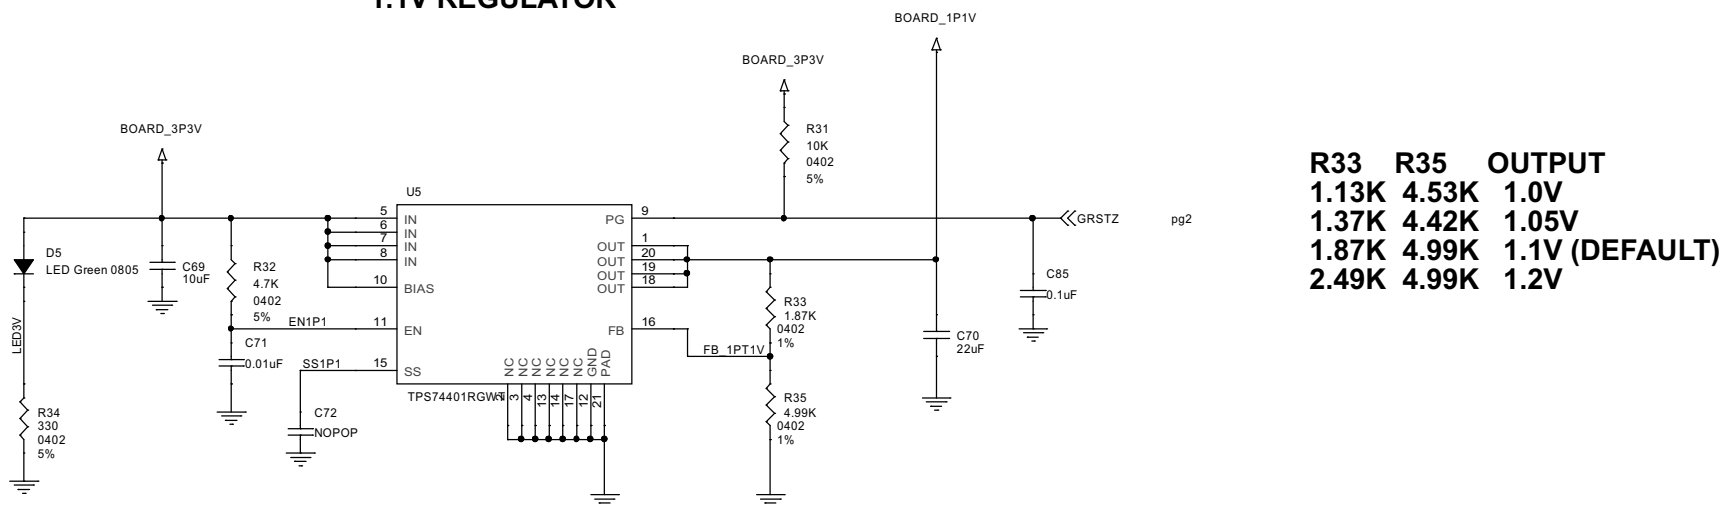 1.1V REGULATOR
BOARD_1P1V
BOARD_3P3V
BOARD_3P3V
R31
10K
0402
5%
U5
5 IN
6 IN
7 IN
8 IN
10 BIAS
11 EN
15 SS
PG 9
OUT 1
OUT 20
OUT 19
OUT 18
FB 16
NC
NC
NC
NC
NC
NC
GND
PAD
2
3
4
13
14
17
12
21
TPS74401RGWT
D5
LED Green 0805
C69
10uF
R32
4.7K
0402
5%
EN1P1
C71
0.01uF
SS1P1
C72
NOPOP
LED3V
R34
330
0402
5%
GRSTZ
pg2
C85
0.1uF
R33
1.87K
0402
1%
FB_1PT1V
R35
4.99K
0402
1%
C70
22uF
R33 R35 OUTPUT
1.13K 4.53K 1.0V
1.37K 4.42K 1.05V
1.87K 4.99K 1.1V (DEFAULT)
2.49K 4.99K 1.2V